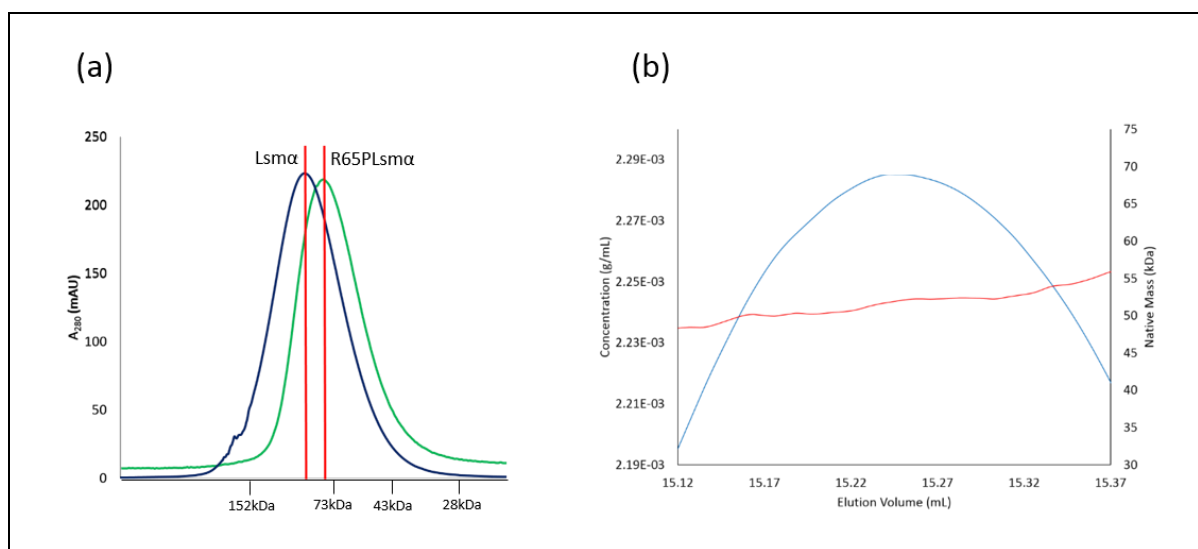 (a)
250
200
150
100
50
0
A280 (mAU)
Lsmα
R65PLsmα
152kDa
73kDa
43kDa
28kDa
(b)
2.29E-03
2.27E-03
2.25E-03
2.23E-03
2.21E-03
2.19E-03
Concentration (g/mL)
75
70
65
60
55
50
45
40
35
30
Native Mass (kDa)
15.12
15.17
15.22
15.27
15.32
15.37
Elution Volume (mL)